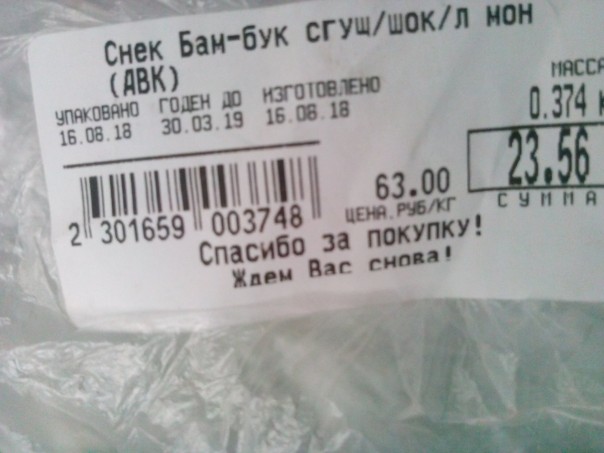 Снек Бам-бук сгущ/шок/л мон
(АВК)
УПАКОВАНО ГОДЕН ДО ИЗГОТОВЛЕНО
16.08.18 30.03.19 16.08.18
МАССА
0.374
63.00
ЦЕНА,РУБ/КГ
23.56
СУММА
2 301659 003748
Спасибо за покупку!
Ждем Вас снова!